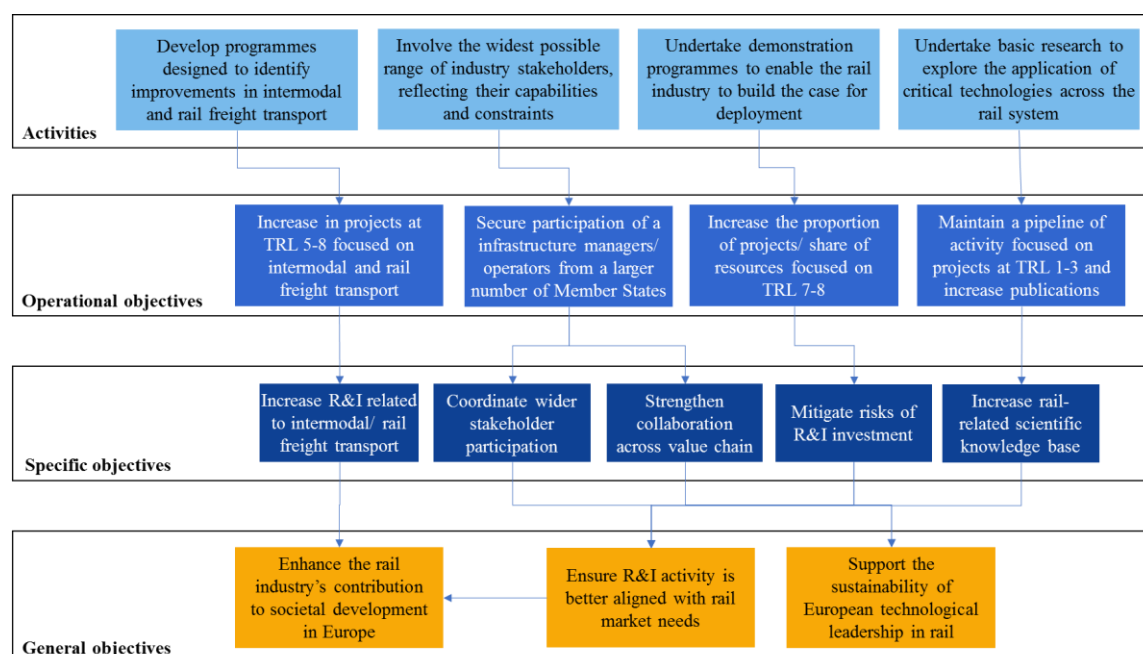 Develop programmes
designed to identify
improvements in intermodal
and rail freight transport
Involve the widest possible
range of industry stakeholders,
reflecting their capabilities
and constraints
Undertake demonstration
programmes to enable the rail
industry to build the case for
deployment
Undertake basic research to
explore the application of
critical technologies across the
rail system
Activities
Increase in projects at
TRL 5-8 focused on
intermodal and rail
freight transport
Secure participation of a
infrastructure managers/
operators from a larger
number of Member States
Increase the proportion
of projects/ share of
resources focused on
TRL 7-8
Maintain a pipeline of
activity focused on
projects at TRL 1-3 and
increase publications
Operational objectives
Increase R&I related
to intermodal/ rail
freight transport
Coordinate wider
stakeholder
participation
Strengthen
collaboration
across value chain
Mitigate risks of
R&I investment
Increase rail-
related scientific
knowledge base
Specific objectives
Enhance the rail
industry's contribution
to societal development
in Europe
Ensure R&I activity is
better aligned with rail
market needs
Support the
sustainability of
European technological
leadership in rail
General objectives